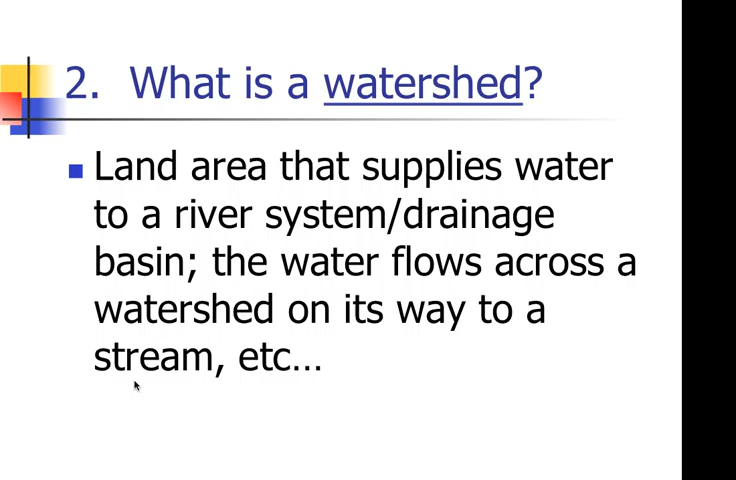 2. What is a watershed?
Land area that supplies water
to a river system/drainage
basin; the water flows across a
watershed on its way to a
stream, etc…